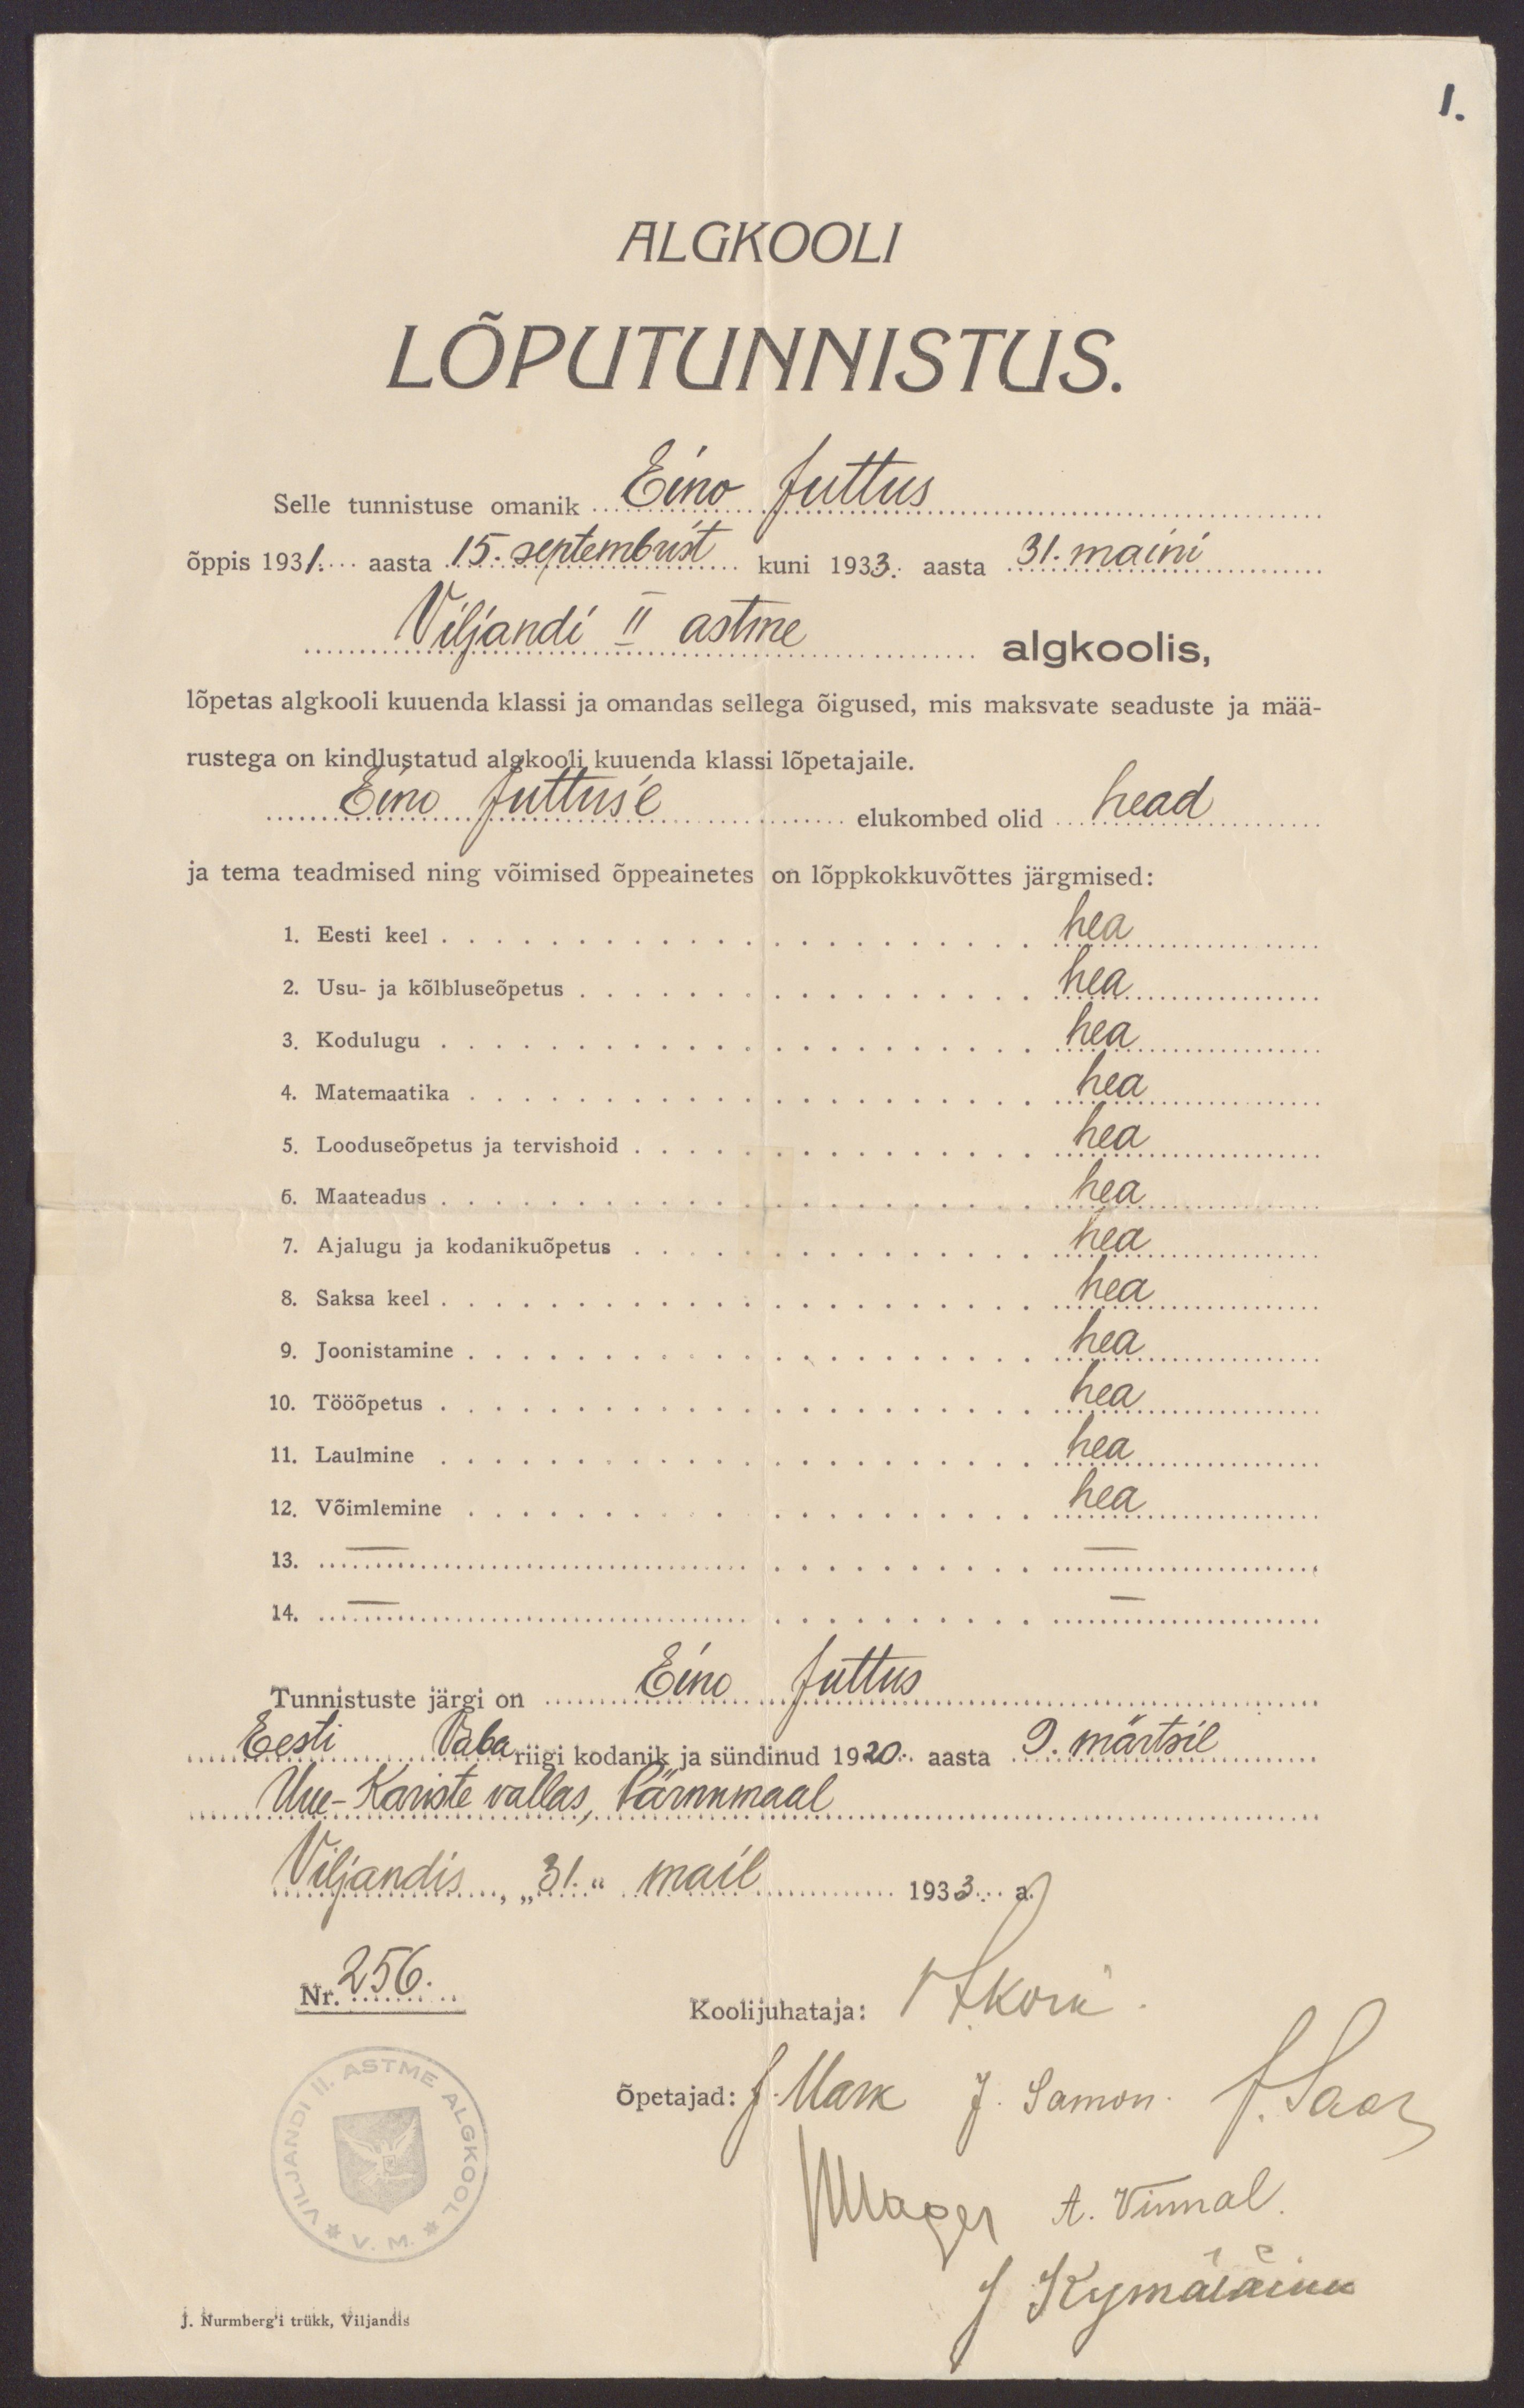 1.
ALGKOOLI
LÕPUTUNNISTUS.
Selle tunnistuse omanik Eino Juttus
õppis 1931. aasta 15. septembrist kuni 1933. aasta 31. maini
Viljandi II astme algkoolis,
lõpetas algkooli kuuenda klassi ja omandas sellega õigused, mis maksvate seaduste ja mää-
rustega on kindlustatud algkooli kuuenda klassi lõpetajaile.
Eino Juttus'e elukombed olid head
ja tema teadmised ning võimised õppeainetes on lõppkokkuvõttes järgmised:
1. Eesti keel hea
2. Usu- ja kõlbluseõpetus hea
3. Kodulugu hea
4. Matemaatika hea
5. Looduseõpetus ja tervishoid hea
6. Maateadus hea
7. Ajalugu ja kodanikuõpetus hea
8. Saksa keel hea
9. Joonistamine hea
10. Tööõpetus hea
11. Laulmine hea
12. Võimlemine hea
13. — —
14. — —
Tunnistuste järgi on Eino Juttus
Eesti Vabariigi kodanik ja sündinud 1920. aasta 9. märtsil
Uue-Kariste vallas, Pärnumaal
Viljandis, „31." mail 1933. a.
Nr. 256.
Koolijuhataja:
Õpetajad: J. Mark J. Samon. J. Saar
A. Vinnal.
VILJANDI II. ASTME ALGKOOL * V. M. *
J. Nurmberg'i trükk, Viljandis